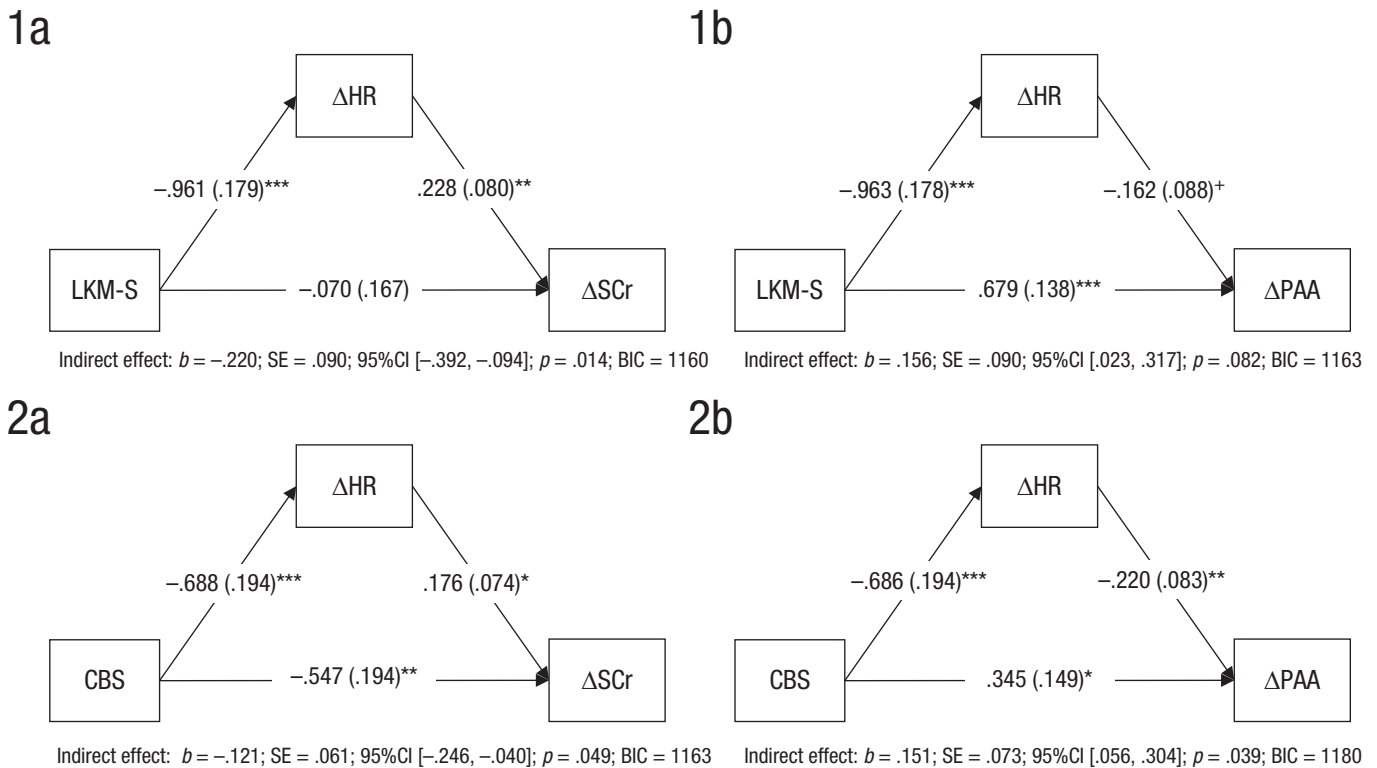 1a
1b
ΔHR
ΔHR
–.961 (.179)***
.228 (.080)**
–.963 (.178)***
–.162 (.088)+
LKM-S
–.070 (.167)
ΔSCr
LKM-S
.679 (.138)***
ΔPAA
Indirect effect: b = –.220; SE = .090; 95%CI [–.392, –.094]; p = .014; BIC = 1160
Indirect effect: b = .156; SE = .090; 95%CI [.023, .317]; p = .082; BIC = 1163
2a
2b
ΔHR
ΔHR
–.688 (.194)***
.176 (.074)*
–.686 (.194)***
–.220 (.083)**
CBS
–.547 (.194)**
ΔSCr
CBS
.345 (.149)*
ΔPAA
Indirect effect: b = –.121; SE = .061; 95%CI [–.246, –.040]; p = .049; BIC = 1163
Indirect effect: b = .151; SE = .073; 95%CI [.056, .304]; p = .039; BIC = 1180